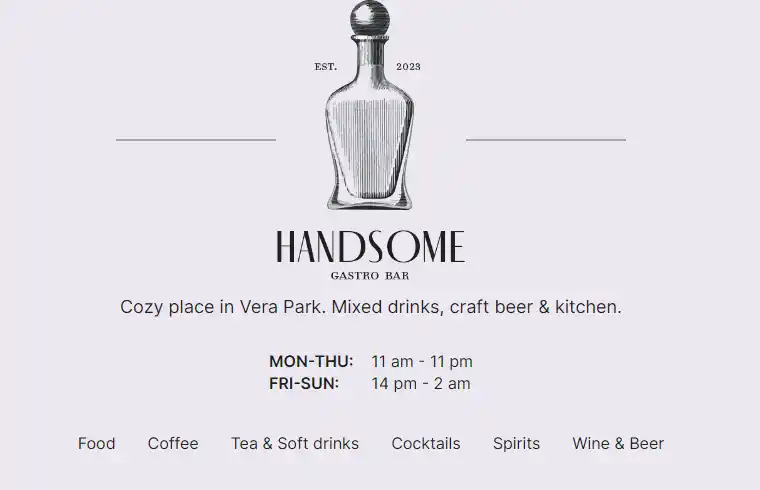 EST. 2023
HANDSOME
GASTRO BAR
Cozy place in Vera Park. Mixed drinks, craft beer & kitchen.
MON-THU: 11 am - 11 pm
FRI-SUN: 14 pm - 2 am
Food Coffee Tea & Soft drinks Cocktails Spirits Wine & Beer